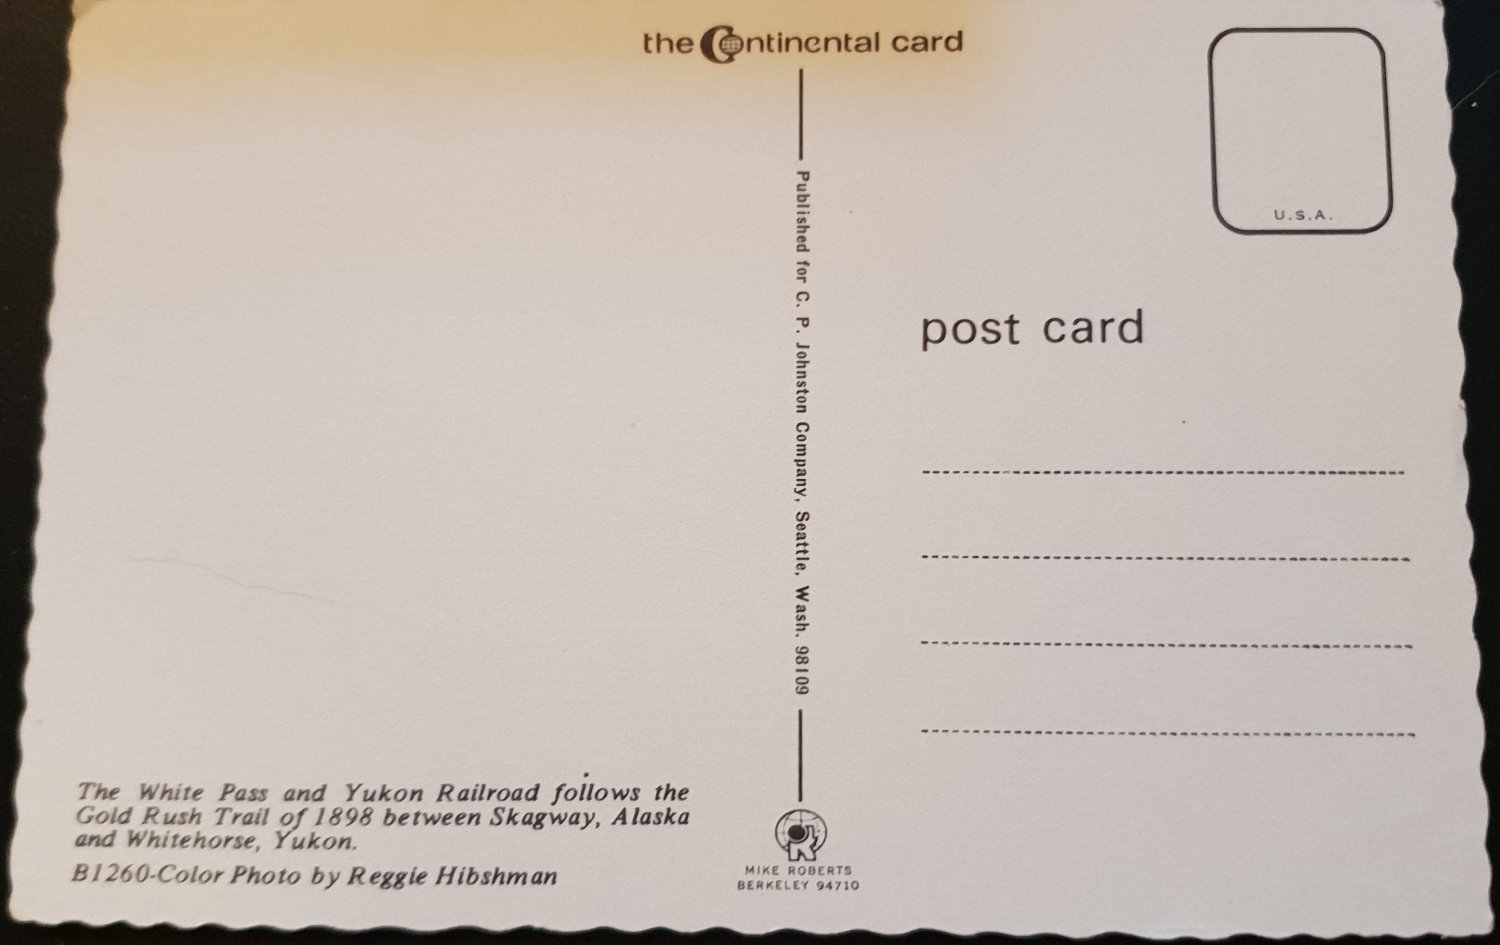 the Continental card
U.S.A.
Published for C. P. Johnston Company, Seattle, Wash. 98109
post card
The White Pass and Yukon Railroad follows the
Gold Rush Trail of 1898 between Skagway, Alaska
and Whitehorse, Yukon.
B1260-Color Photo by Reggie Hibshman
MIKE ROBERTS
BERKELEY 94710